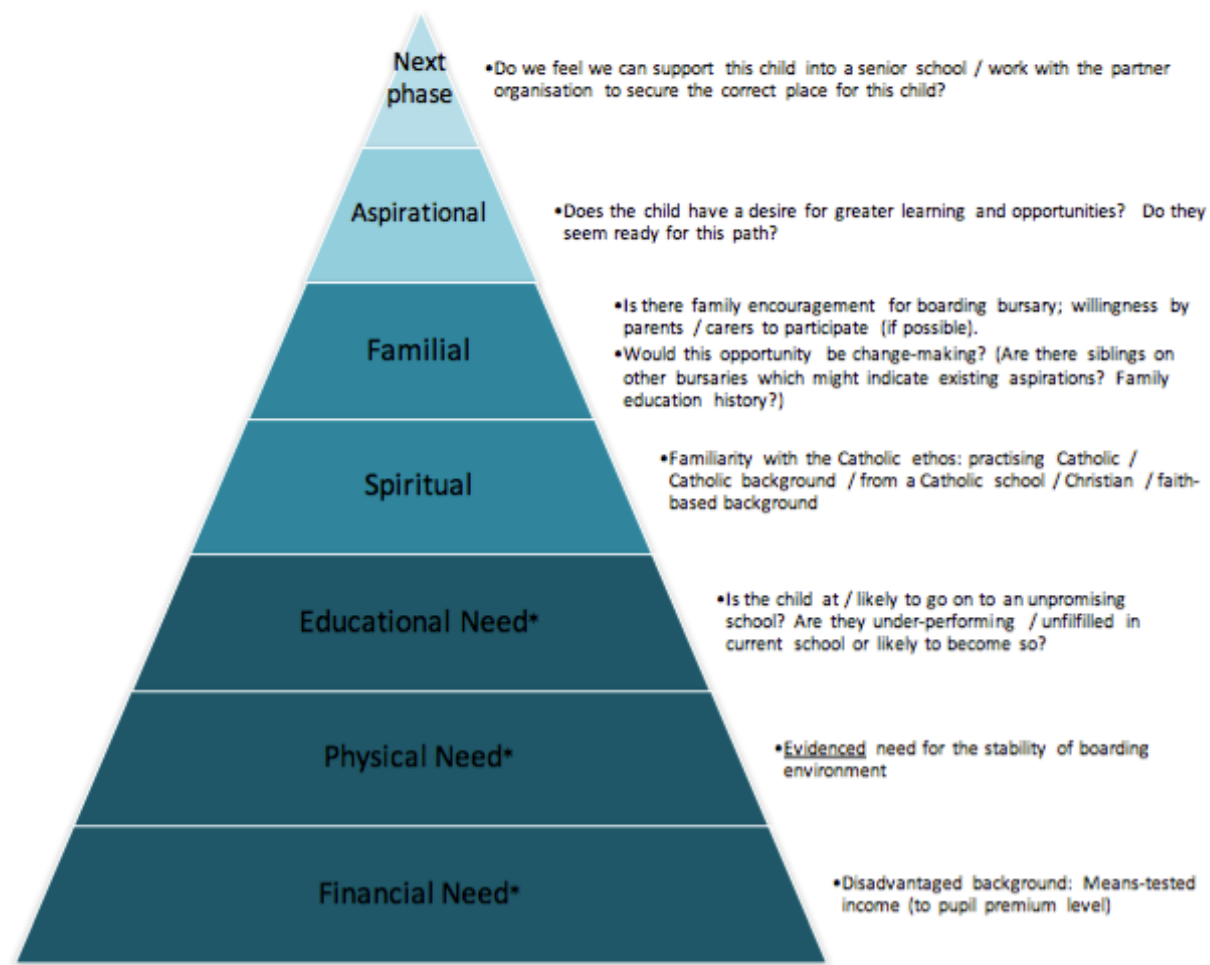 Next
phase
•Do we feel we can support this child into a senior school / work with the partner
organisation to secure the correct place for this child?
Aspirational
•Does the child have a desire for greater learning and opportunities? Do they
seem ready for this path?
Familial
•Is there family encouragement for boarding bursary; willingness by
parents / carers to participate (if possible).
•Would this opportunity be change-making? (Are there siblings on
other bursaries which might indicate existing aspirations? Family
education history?)
Spiritual
•Familiarity with the Catholic ethos: practising Catholic /
Catholic background / from a Catholic school / Christian / faith-
based background
Educational Need*
•Is the child at / likely to go on to an unpromising
school? Are they under-performing / unfilfilled in
current school or likely to become so?
Physical Need*
•Evidenced need for the stability of boarding
environment
Financial Need*
•Disadvantaged background: Means-tested
income (to pupil premium level)